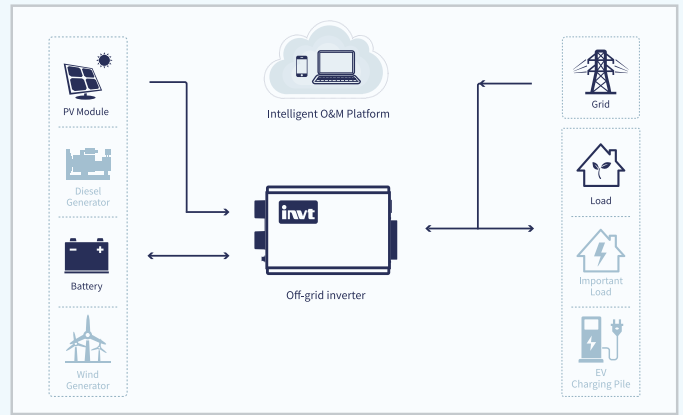 PV Module
Diesel
Generator
Battery
Wind
Generator
Intelligent O&M Platform
invt
Off-grid inverter
Grid
Load
Important
Load
EV
Charging Pile